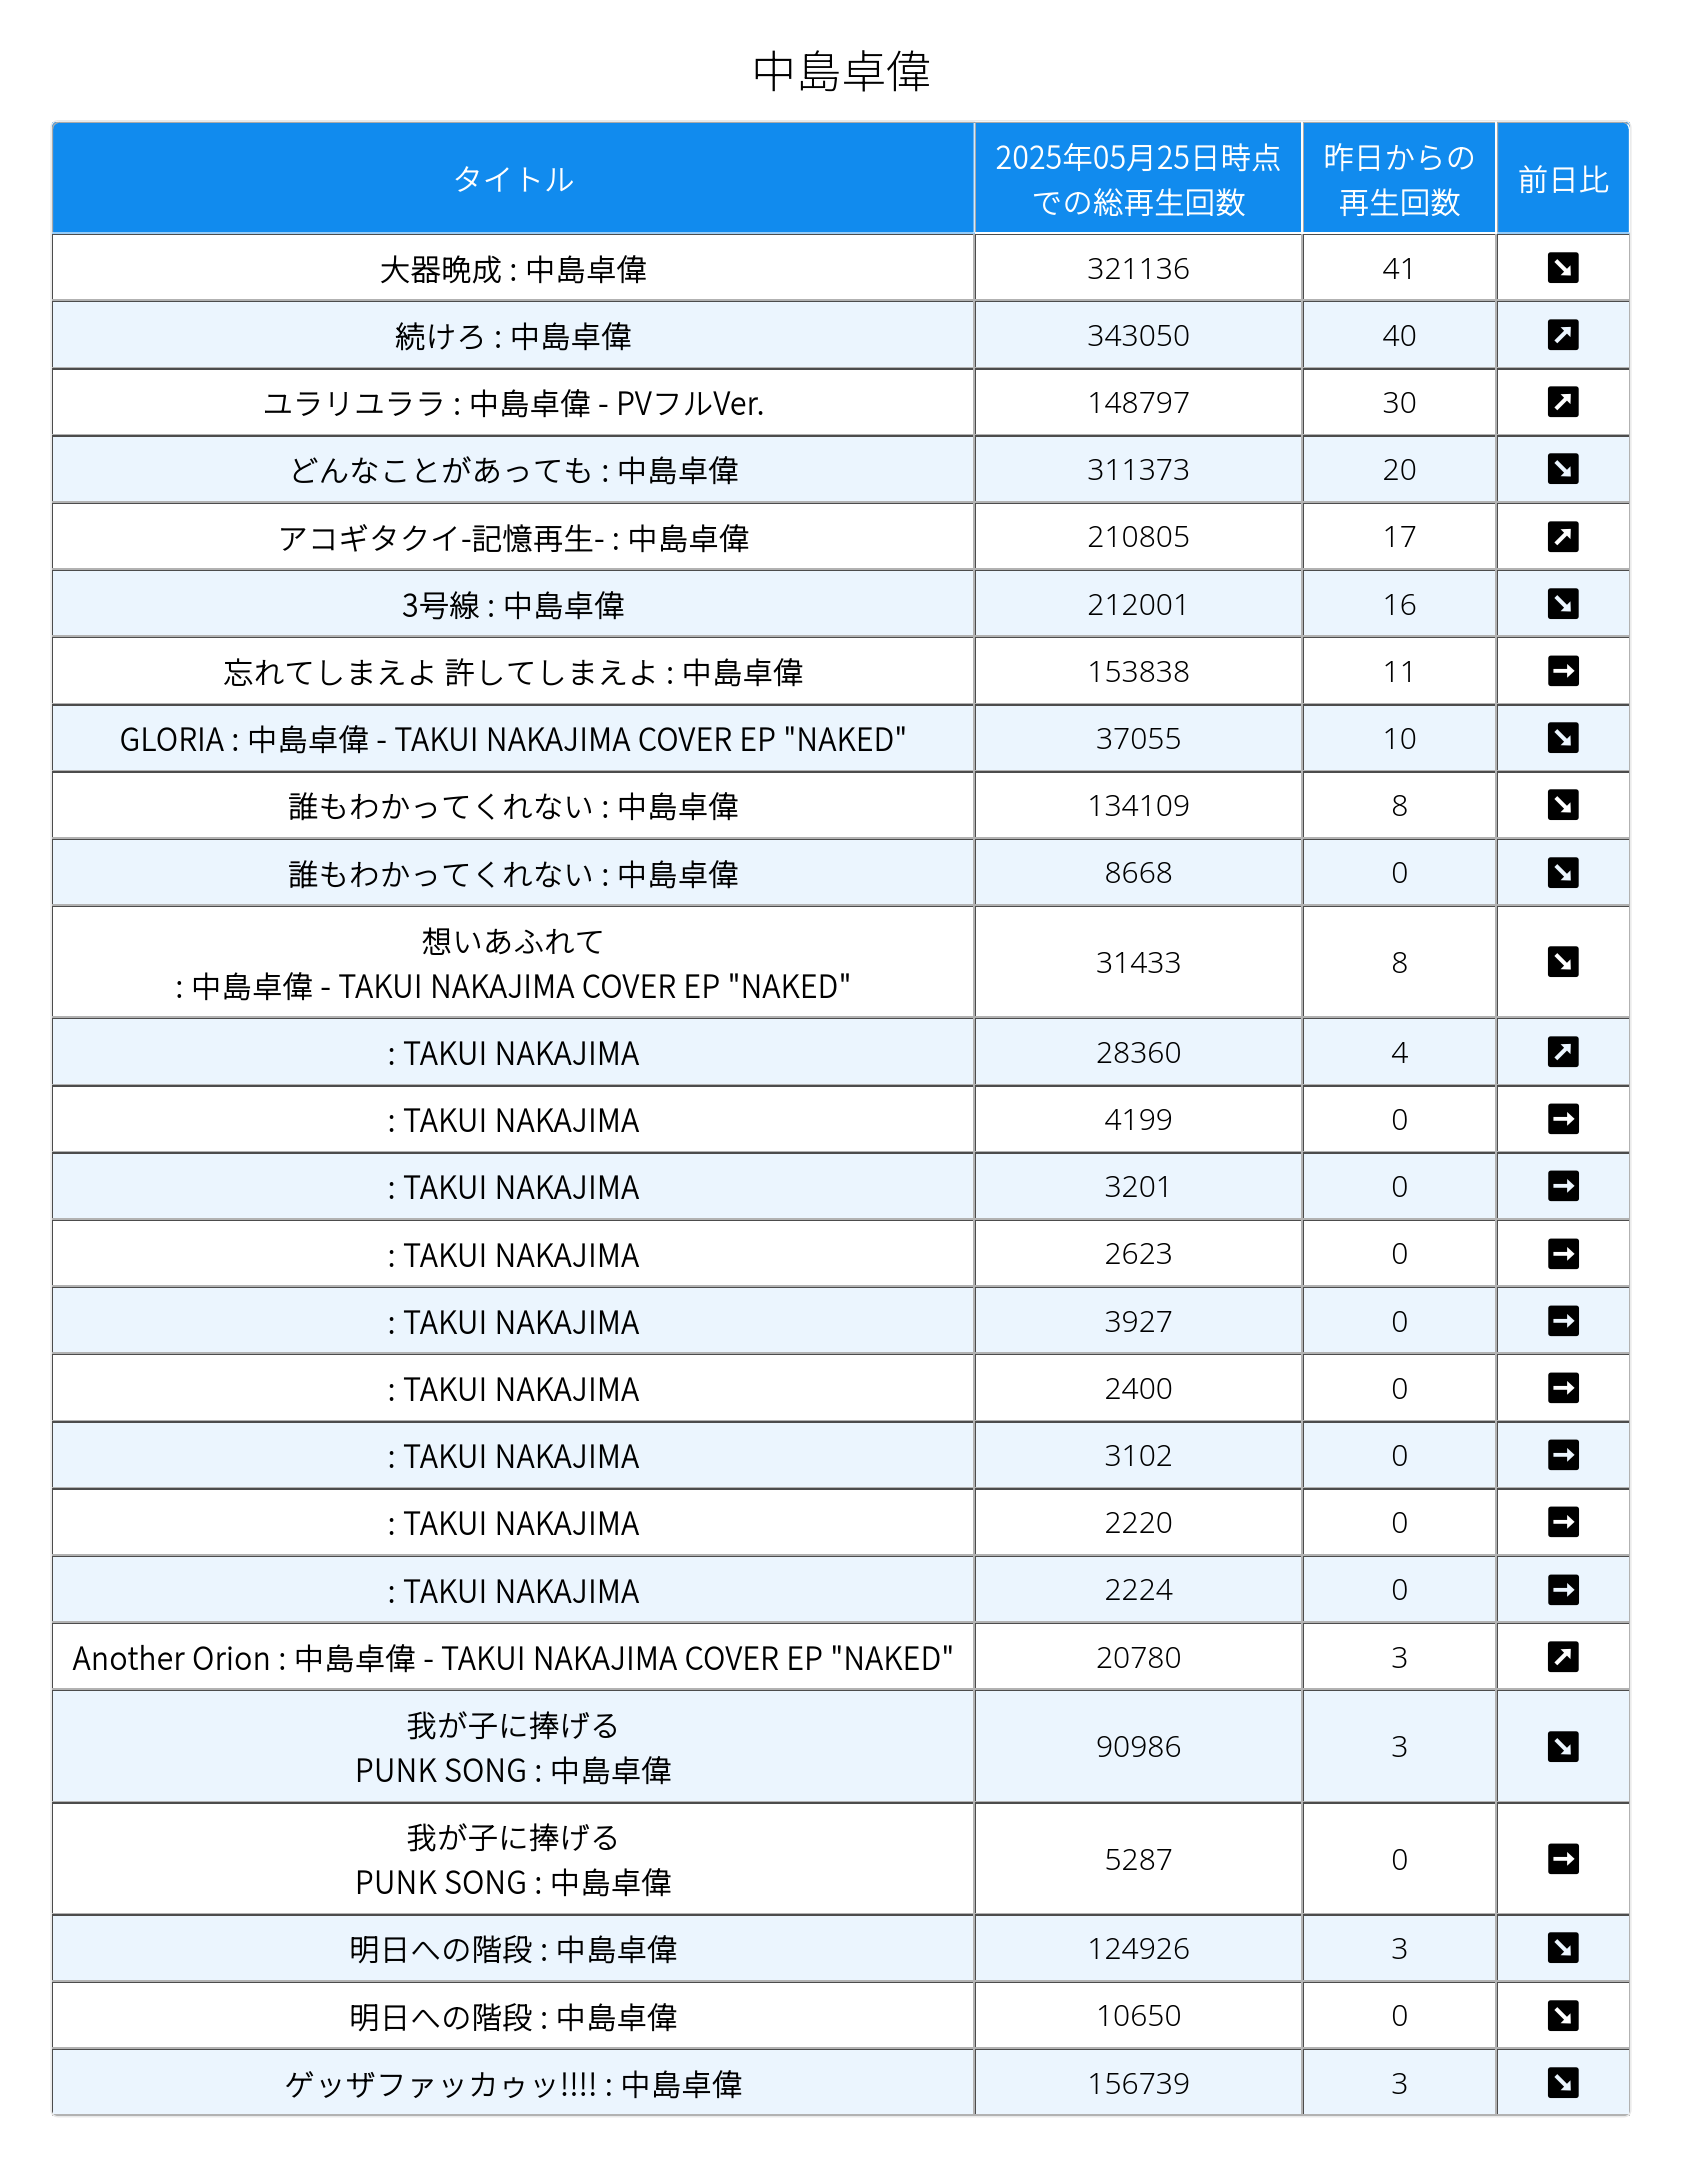 中島卓偉
タイトル 2025年05月25日時点での総再生回数 昨日からの再生回数 前日比
大器晩成 : 中島卓偉 321136 41 ↘
続けろ : 中島卓偉 343050 40 ↗
ユラリユララ : 中島卓偉 - PVフルVer. 148797 30 ↗
どんなことがあっても : 中島卓偉 311373 20 ↘
アコギタクイ-記憶再生- : 中島卓偉 210805 17 ↗
3号線 : 中島卓偉 212001 16 ↘
忘れてしまえよ 許してしまえよ : 中島卓偉 153838 11 →
GLORIA : 中島卓偉 - TAKUI NAKAJIMA COVER EP "NAKED" 37055 10 ↘
誰もわかってくれない : 中島卓偉 134109 8 ↘
誰もわかってくれない : 中島卓偉 8668 0 ↘
想いあふれて
: 中島卓偉 - TAKUI NAKAJIMA COVER EP "NAKED" 31433 8 ↘
: TAKUI NAKAJIMA 28360 4 ↗
: TAKUI NAKAJIMA 4199 0 →
: TAKUI NAKAJIMA 3201 0 →
: TAKUI NAKAJIMA 2623 0 →
: TAKUI NAKAJIMA 3927 0 →
: TAKUI NAKAJIMA 2400 0 →
: TAKUI NAKAJIMA 3102 0 →
: TAKUI NAKAJIMA 2220 0 →
: TAKUI NAKAJIMA 2224 0 →
Another Orion : 中島卓偉 - TAKUI NAKAJIMA COVER EP "NAKED" 20780 3 ↗
我が子に捧げる
PUNK SONG : 中島卓偉 90986 3 ↘
我が子に捧げる
PUNK SONG : 中島卓偉 5287 0 →
明日への階段 : 中島卓偉 124926 3 ↘
明日への階段 : 中島卓偉 10650 0 ↘
ゲッザファッカゥッ!!!! : 中島卓偉 156739 3 ↘